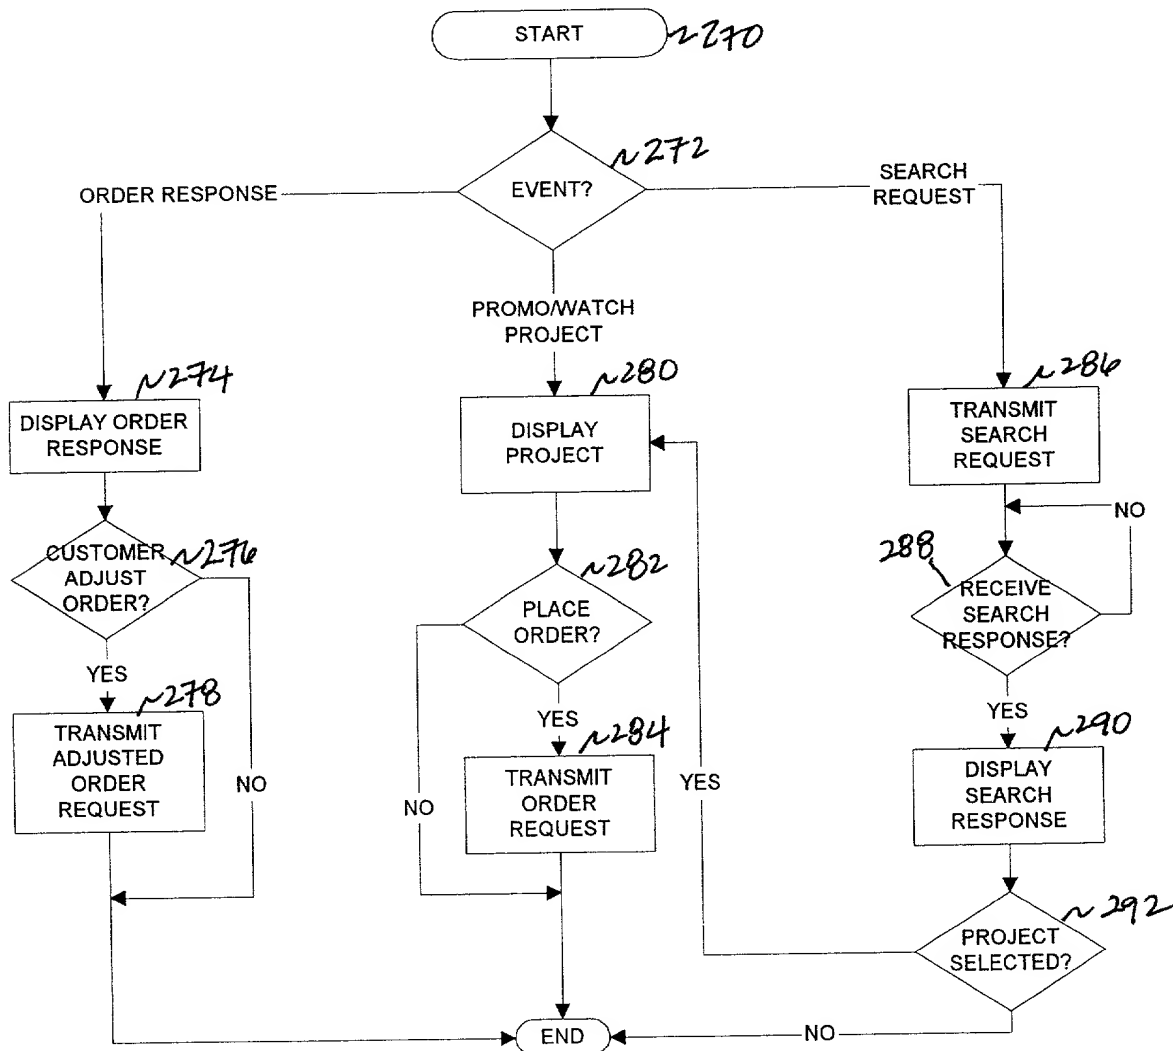 START
~270
~272
EVENT?
ORDER RESPONSE
SEARCH
REQUEST
PROMO/WATCH
PROJECT
~274
DISPLAY ORDER
RESPONSE
~280
DISPLAY
PROJECT
~286
TRANSMIT
SEARCH
REQUEST
NO
~276
CUSTOMER
ADJUST
ORDER?
~282
PLACE
ORDER?
288
RECEIVE
SEARCH
RESPONSE?
YES
~278
TRANSMIT
ADJUSTED
ORDER
REQUEST
NO
YES
~284
TRANSMIT
ORDER
REQUEST
NO
YES
YES
~290
DISPLAY
SEARCH
RESPONSE
~292
PROJECT
SELECTED?
NO
END